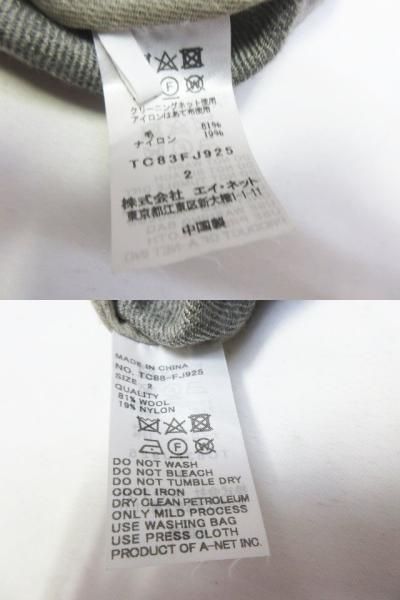 F W
クリーニングネット使用
アイロンはあて布使用
毛 81%
ナイロン 19%
TC83FJ925
2
株式会社 エイ・ネット
東京都江東区新大橋1-1-11
中国製
MADE IN CHINA
NO. TC83-FJ925
SIZE 2
QUALITY
81% WOOL
19% NYLON
F W
DO NOT WASH
DO NOT BLEACH
DO NOT TUMBLE DRY
COOL IRON
DRY CLEAN PETROLEUM
ONLY MILD PROCESS
USE WASHING BAG
USE PRESS CLOTH
PRODUCT OF A-NET INC.